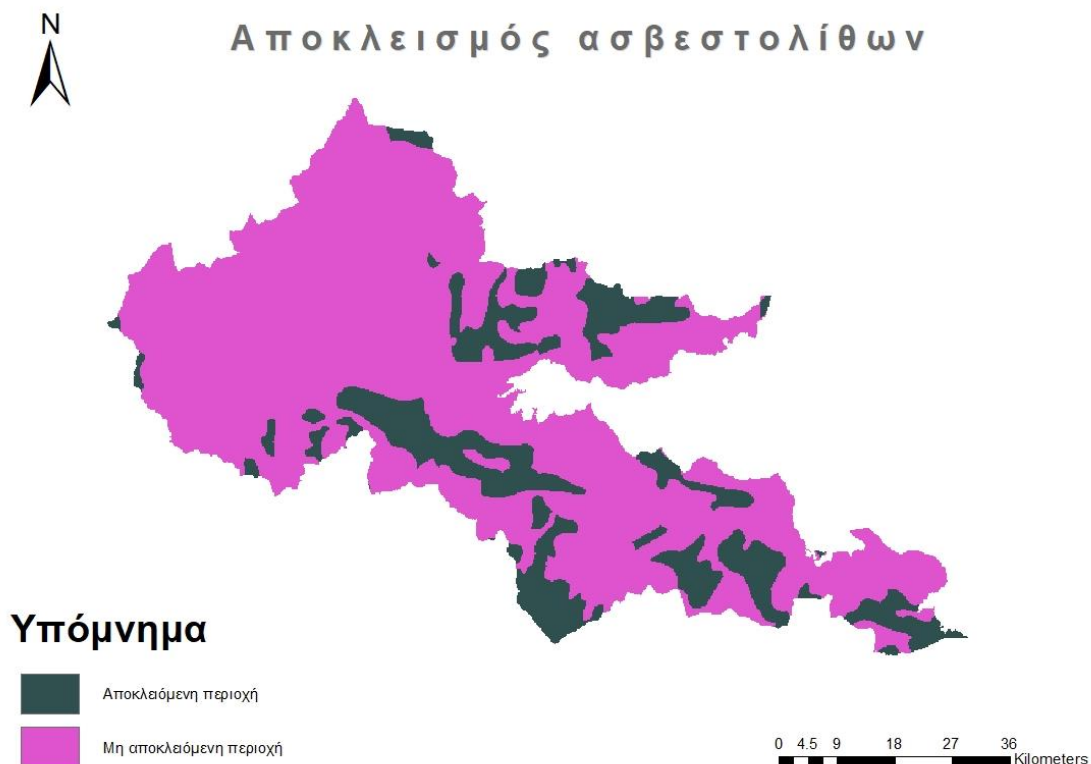 N
Αποκλεισμός ασβεστολίθων
Υπόμνημα
Αποκλειόμενη περιοχή
Μη αποκλειόμενη περιοχή
0 4.5 9 18 27 36
Kilometers